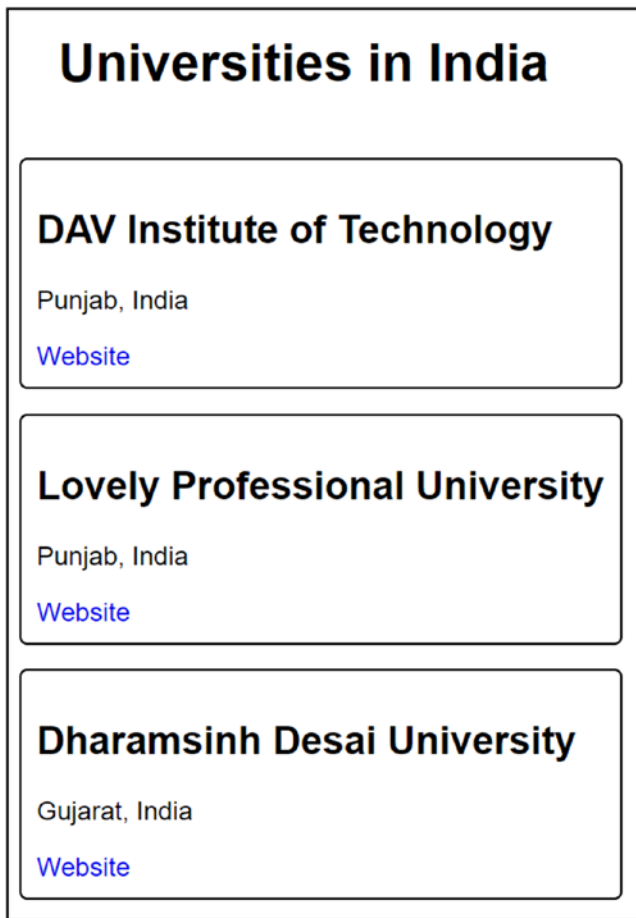 Universities in India
DAV Institute of Technology
Punjab, India
Website
Lovely Professional University
Punjab, India
Website
Dharamsinh Desai University
Gujarat, India
Website